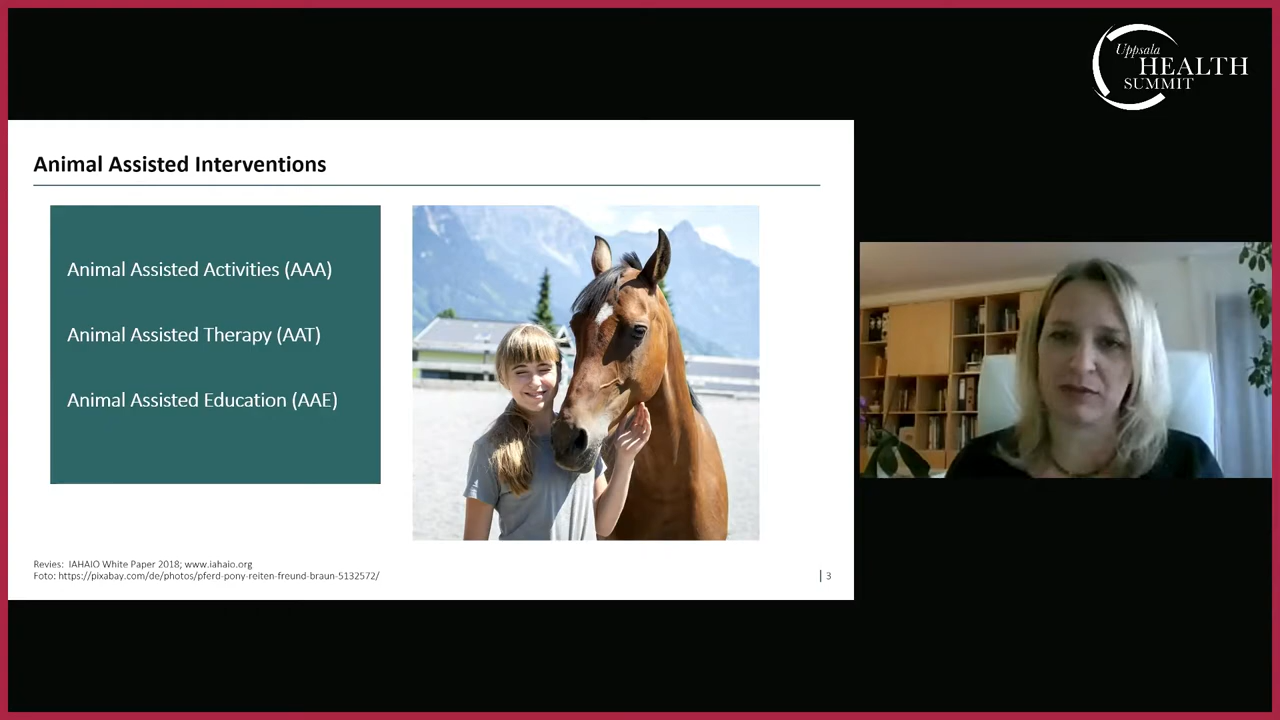 Uppsala
HEALTH
SUMMIT
Animal Assisted Interventions
Animal Assisted Activities (AAA)
Animal Assisted Therapy (AAT)
Animal Assisted Education (AAE)
Revies: IAHAIO White Paper 2018; www.iahaio.org
Foto: https://pixabay.com/de/photos/pferd-pony-reiten-freund-braun-5132572/
3